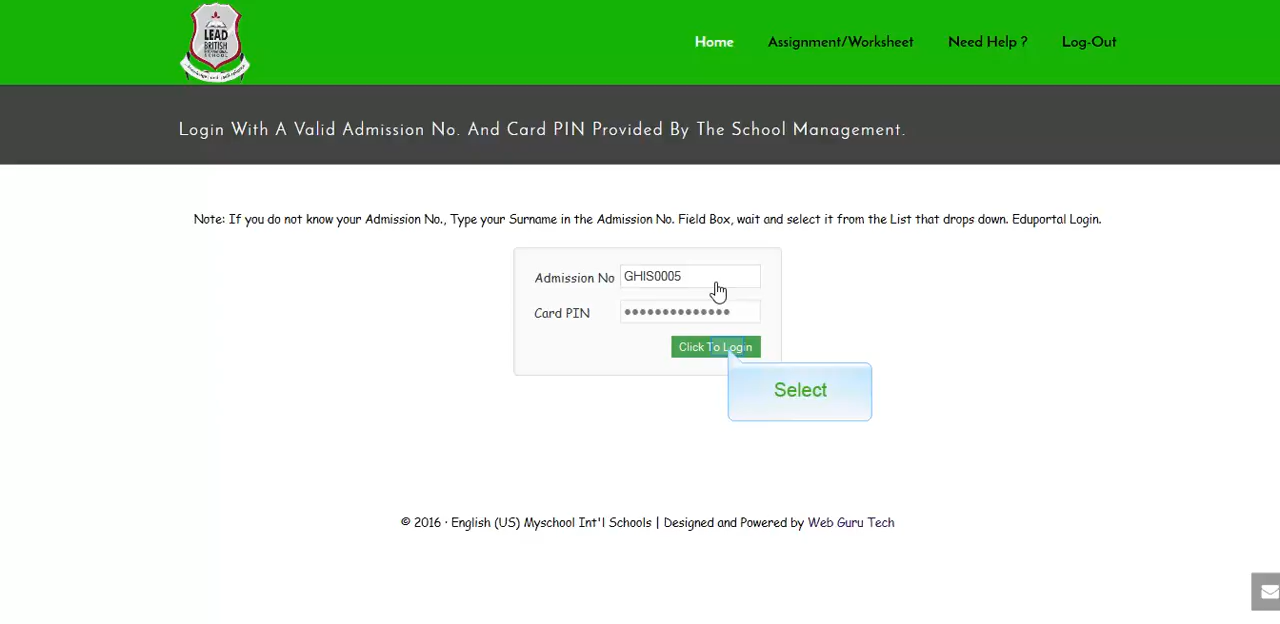 LEAD
BRITISH
Home
Assignment/Worksheet
Need Help ?
Log-Out
Login With A Valid Admission No. And Card PIN Provided By The School Management.
Note: If you do not know your Admission No., Type your Surname in the Admission No. Field Box, wait and select it from the List that drops down. Eduportal Login.
Admission No
GHIS0005
Card PIN
••••••••••••••
Click To Login
Select
© 2016 · English (US) Myschool Int'l Schools | Designed and Powered by Web Guru Tech